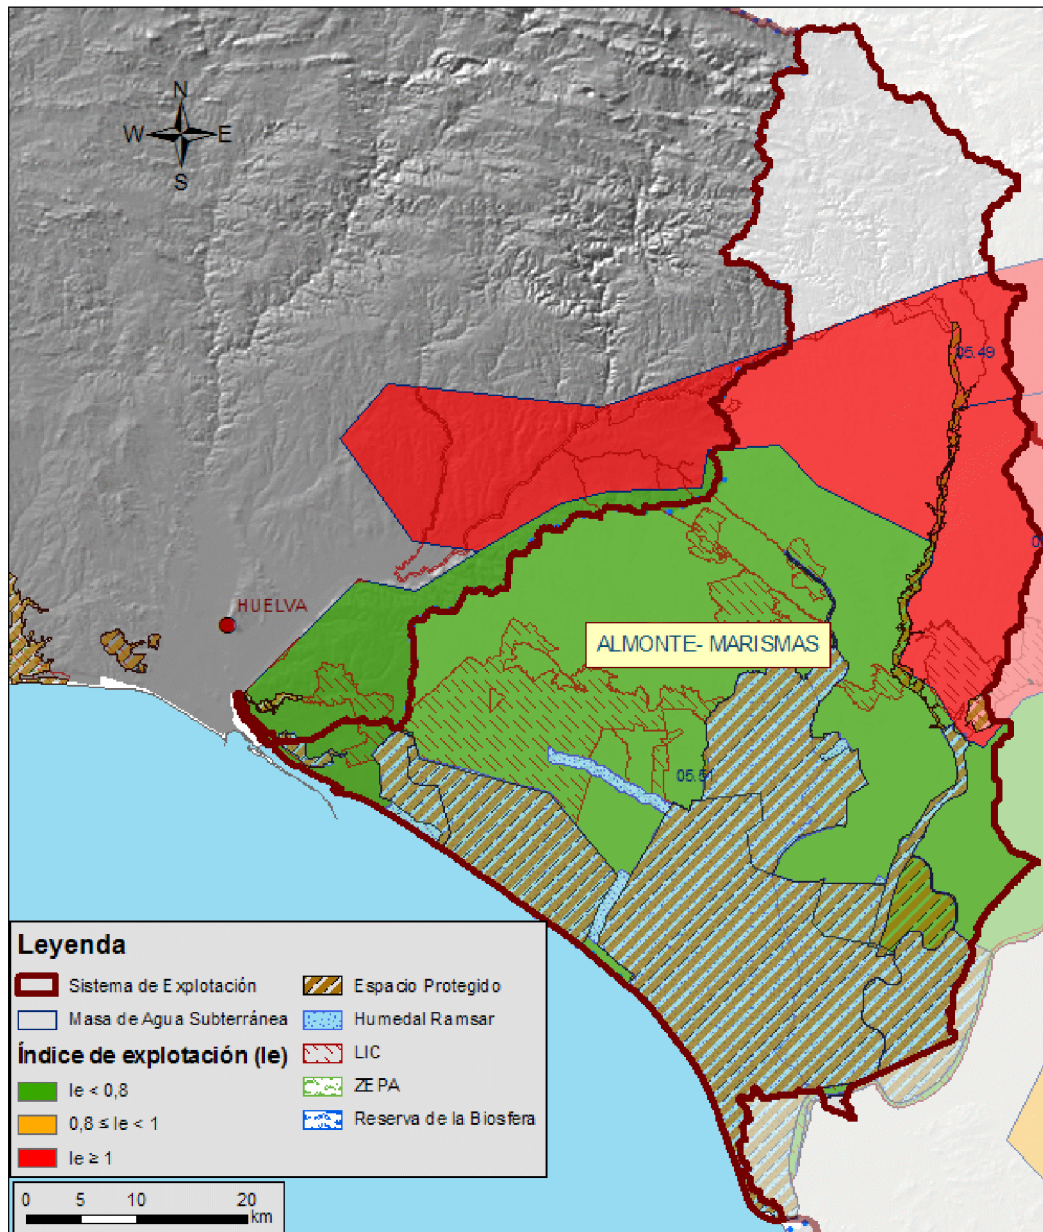 N
W E
S
05.49
HUELVA
ALMONTE- MARISMAS
Leyenda
Sistema de Explotación
Masa de Agua Subterránea
Índice de explotación (Ie)
Ie < 0,8
0,8 ≤ Ie < 1
Ie ≥ 1
Espacio Protegido
Humedal Ramsar
LIC
ZEPA
Reserva de la Biosfera
0 5 10 20
km